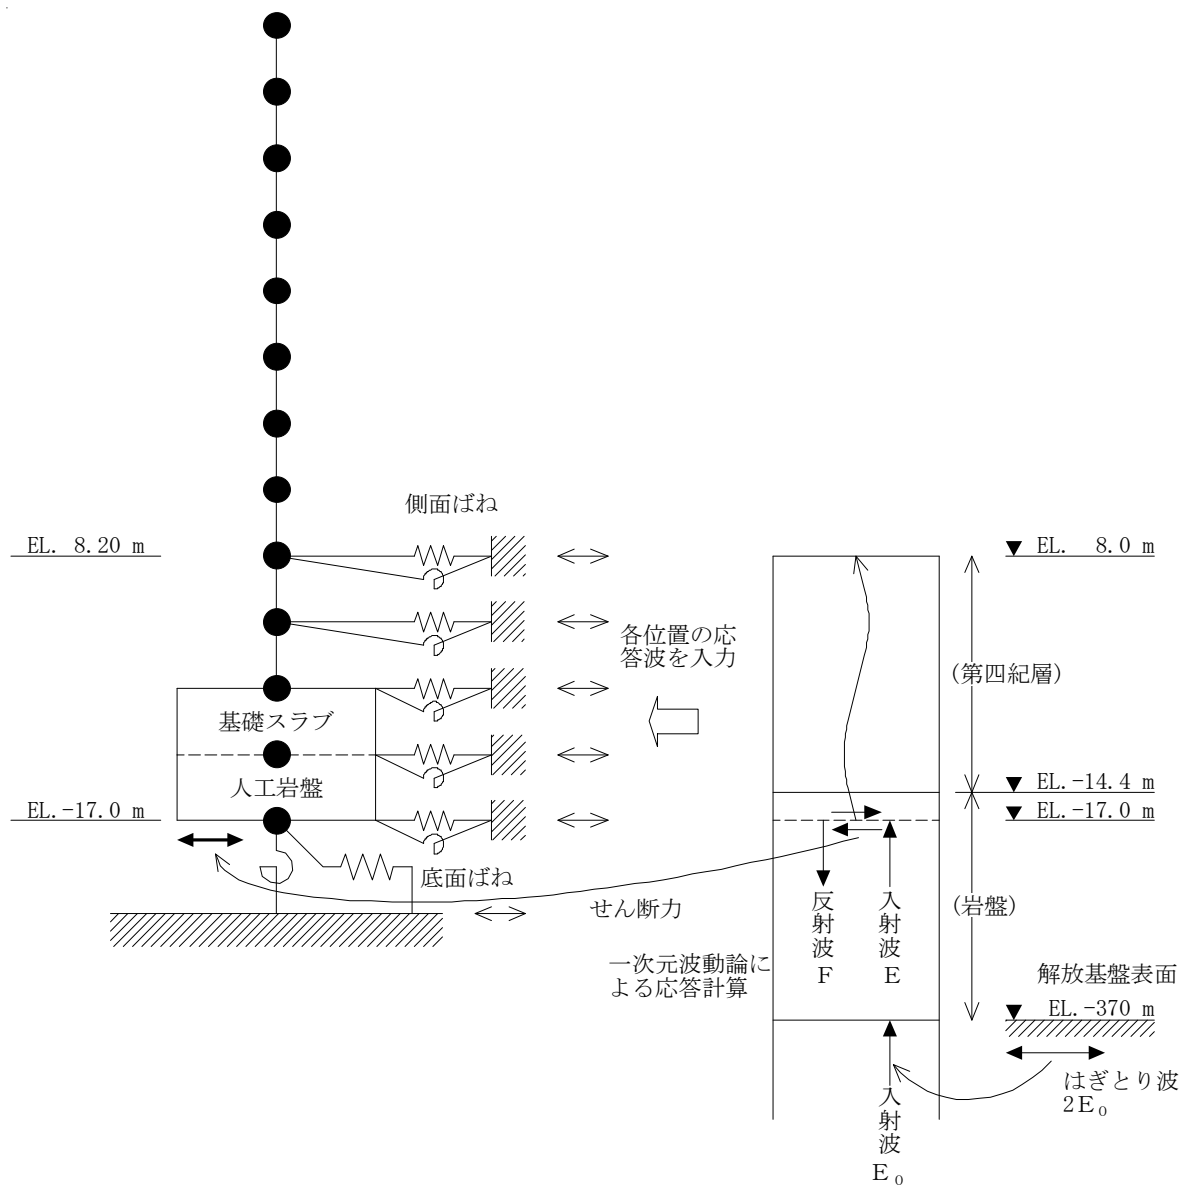 側面ばね
EL. 8.20 m
EL. 8.0 m
各位置の応
答波を入力
(第四紀層)
基礎スラブ
人工岩盤
EL.-14.4 m
EL.-17.0 m
EL.-17.0 m
底面ばね
せん断力
反射波F
入射波E
(岩盤)
一次元波動論に
よる応答計算
解放基盤表面
EL.-370 m
はぎとり波
2E₀
入射波E₀